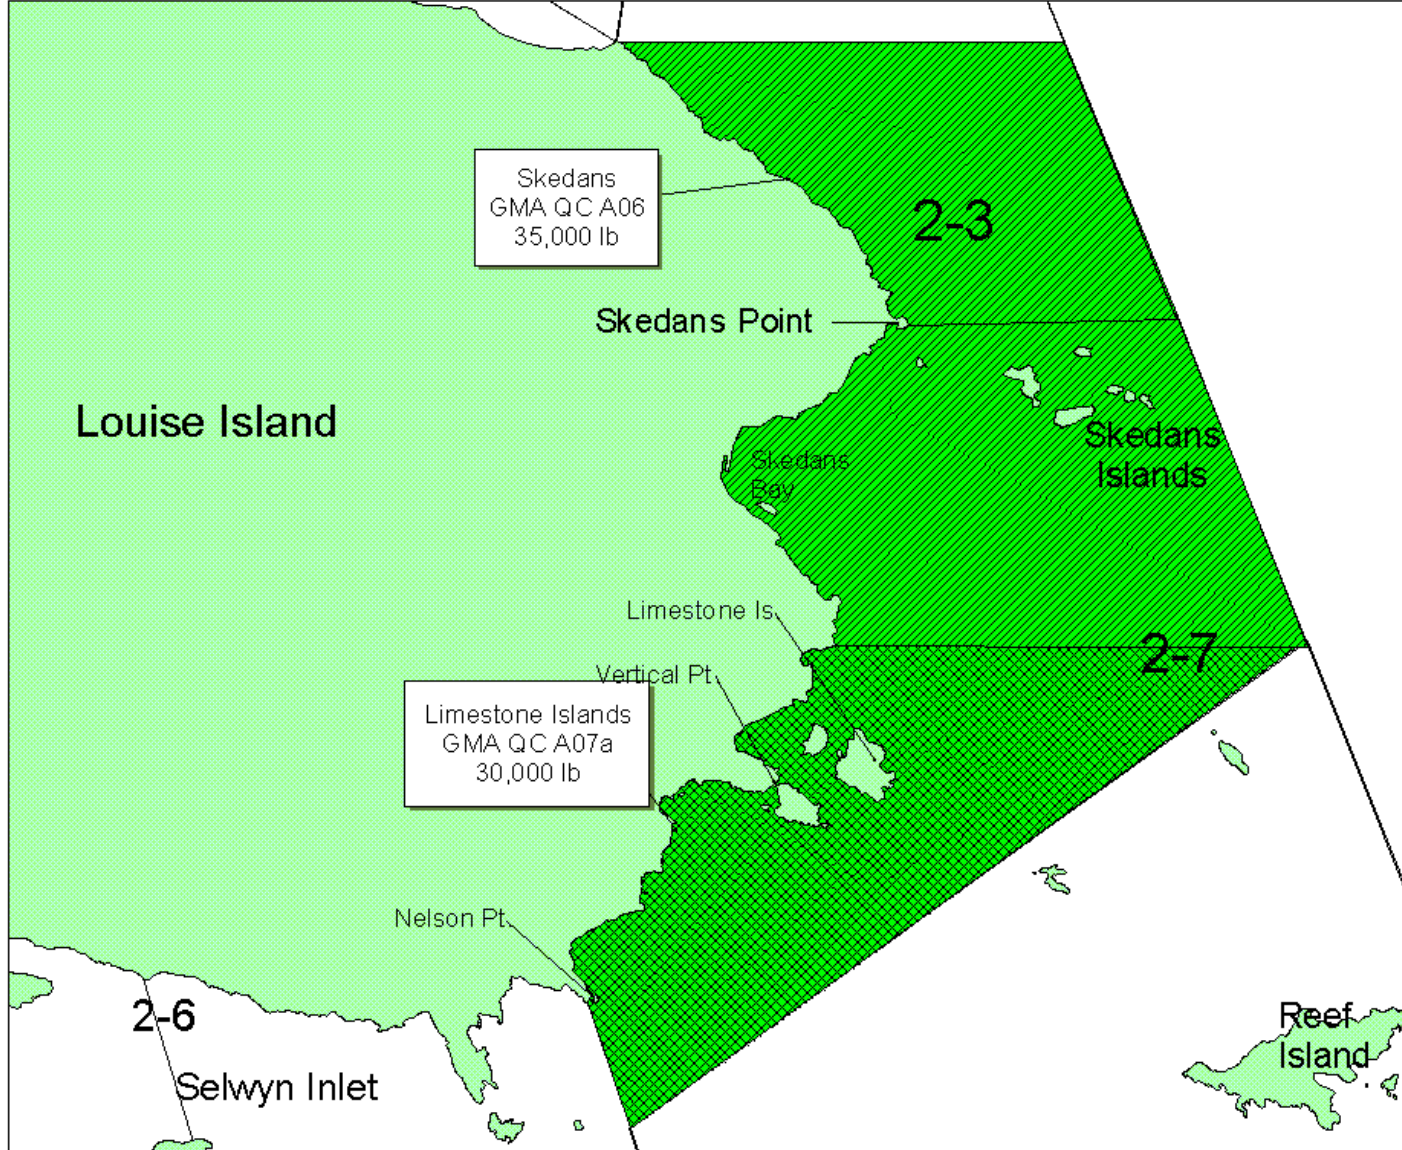 Skedans
GMA QC A06
35,000 lb
2-3
Skedans Point
Louise Island
Skedans
Islands
Skedans
Bay
Limestone Is
2-7
Vertical Pt
Limestone Islands
GMA QC A07a
30,000 lb
Nelson Pt
2-6
Reef
Island
Selwyn Inlet